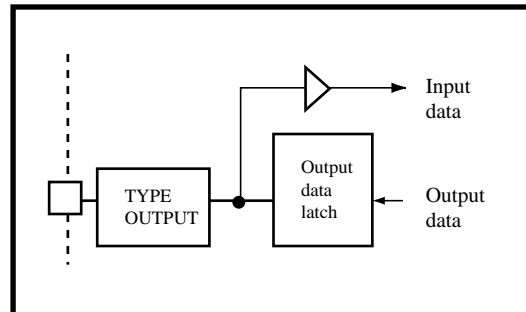 Input
data
TYPE
OUTPUT
Output
data
latch
Output
data